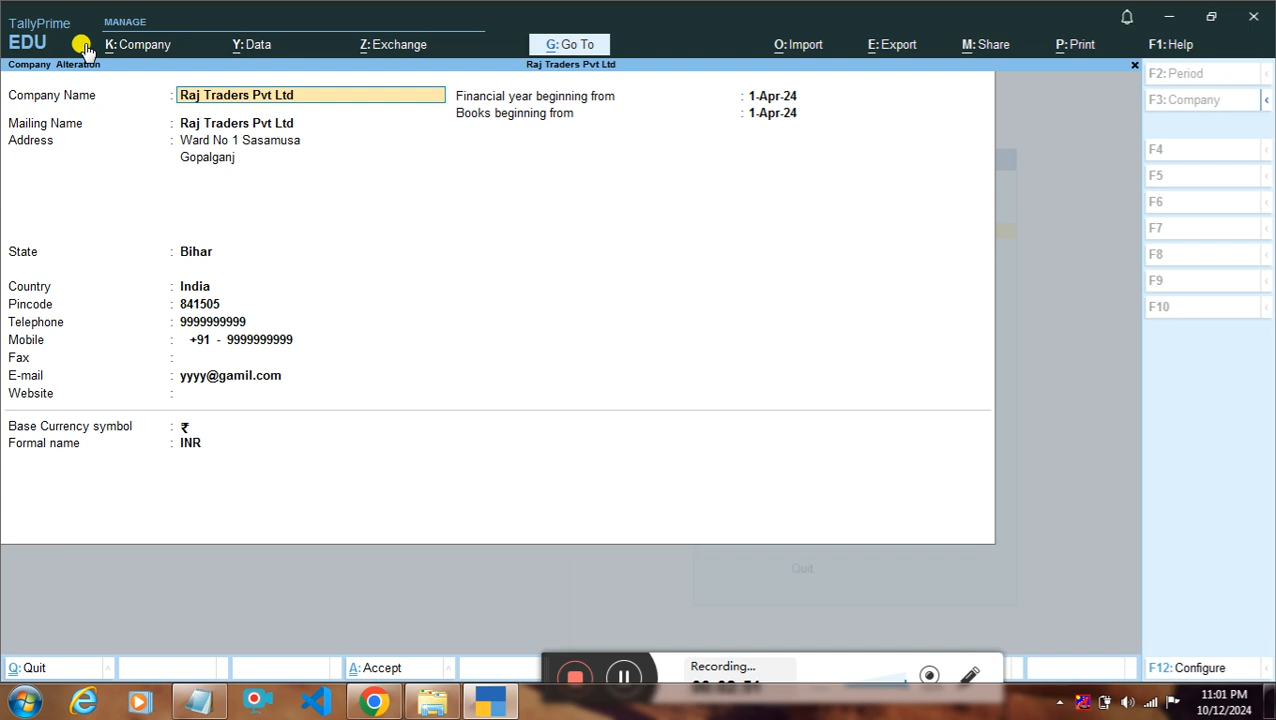 TallyPrime
EDU
MANAGE
K: Company
Y: Data
Z: Exchange
G: Go To
O: Import
E: Export
M: Share
P: Print
F1: Help
Company Alteration
Raj Traders Pvt Ltd
Company Name : Raj Traders Pvt Ltd
Financial year beginning from : 1-Apr-24
Mailing Name : Raj Traders Pvt Ltd
Books beginning from : 1-Apr-24
Address : Ward No 1 Sasamusa
Gopalganj
State : Bihar
Country : India
Pincode : 841505
Telephone : 9999999999
Mobile : +91 - 9999999999
Fax :
E-mail : yyyy@gamil.com
Website :
Base Currency symbol : ₹
Formal name : INR
F2: Period
F3: Company
F4
F5
F6
F7
F8
F9
F10
Quit
Q: Quit
A: Accept
F12: Configure
Recording...
11:01 PM
10/12/2024